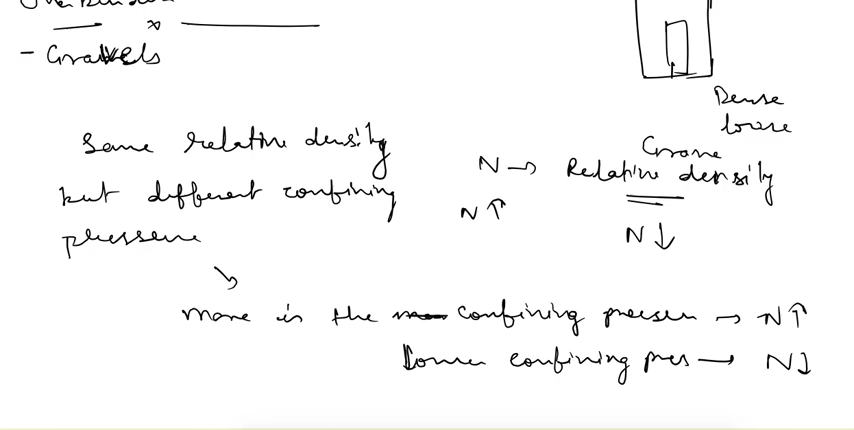 - Gravels
Dense
loose
Same relative density
but different confining
pressure
N → Relative density
N↑
N↓
more is the confining pressure → N↑
Lower confining pres → N↓